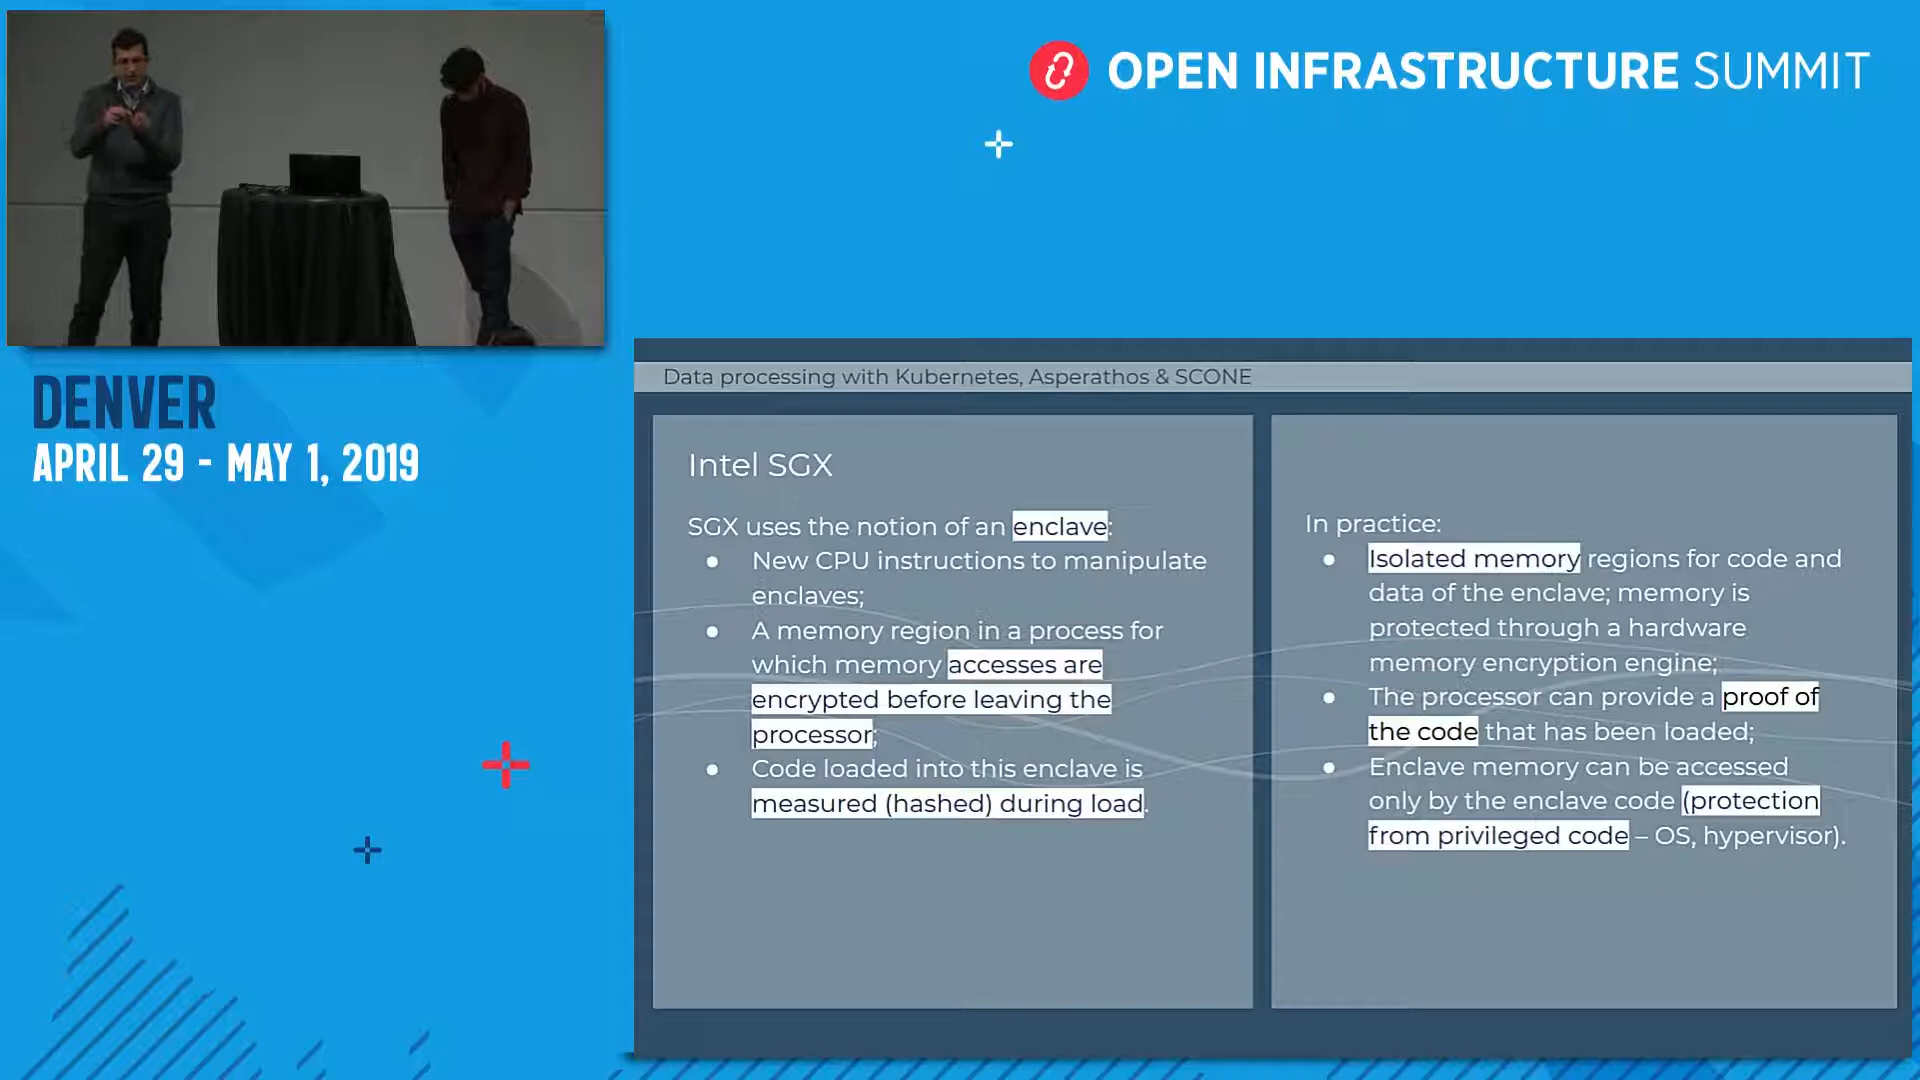 OPEN INFRASTRUCTURE SUMMIT
DENVER
APRIL 29 - MAY 1, 2019
Data processing with Kubernetes, Asperathos & SCONE
Intel SGX
SGX uses the notion of an enclave:
● New CPU instructions to manipulate
enclaves;
● A memory region in a process for
which memory accesses are
encrypted before leaving the
processor;
● Code loaded into this enclave is
measured (hashed) during load.
In practice:
● Isolated memory regions for code and
data of the enclave; memory is
protected through a hardware
memory encryption engine;
● The processor can provide a proof of
the code that has been loaded;
● Enclave memory can be accessed
only by the enclave code (protection
from privileged code – OS, hypervisor).